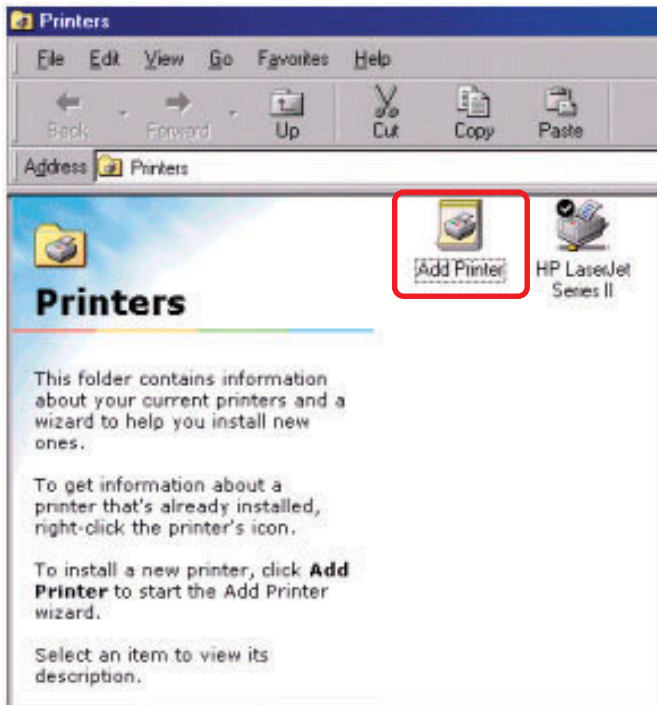 Printers
File Edit View Go Favorites Help
Back Forward Up Cut Copy Paste
Address Printers
Add Printer
HP LaserJet
Series II
Printers
This folder contains information
about your current printers and a
wizard to help you install new
ones.
To get information about a
printer that's already installed,
right-click the printer's icon.
To install a new printer, click Add
Printer to start the Add Printer
wizard.
Select an item to view its
description.